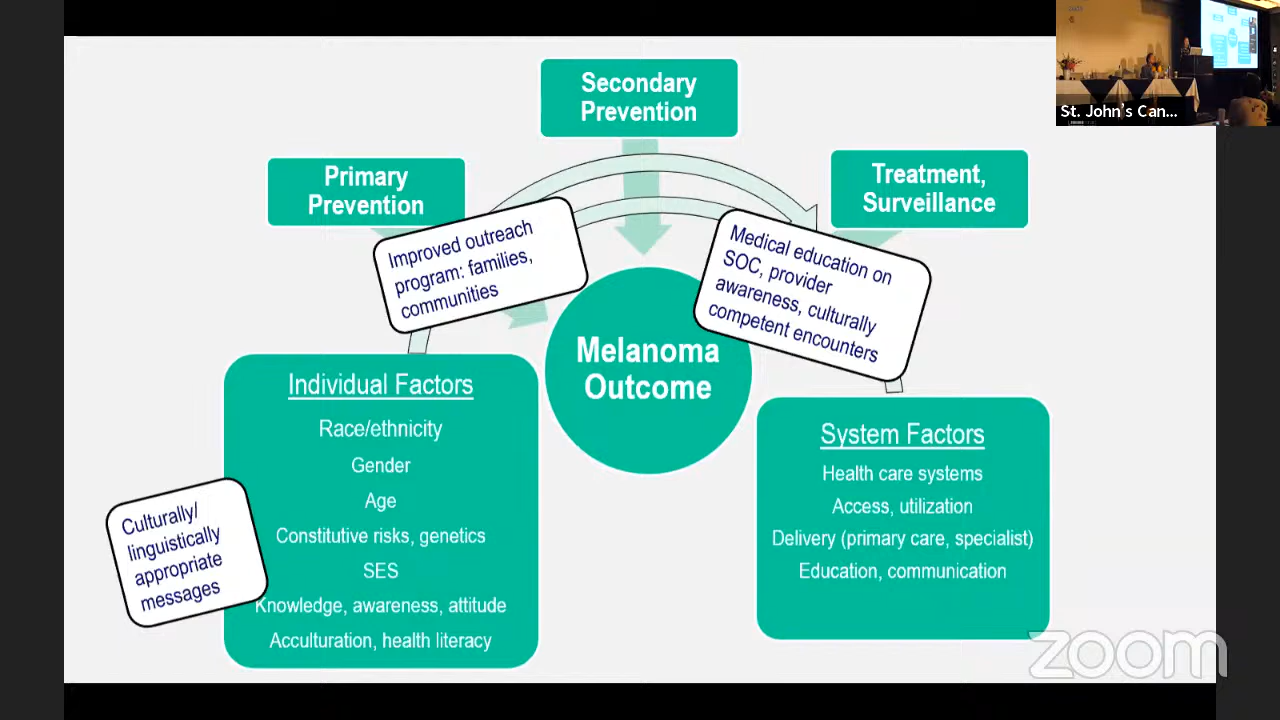 Secondary
Prevention
Primary
Prevention
Treatment,
Surveillance
Improved outreach
program: families,
communities
Medical education on
SOC, provider
awareness, culturally
competent encounters
Melanoma
Outcome
Individual Factors
Race/ethnicity
Gender
Age
Constitutive risks, genetics
SES
Knowledge, awareness, attitude
Acculturation, health literacy
Culturally/
linguistically
appropriate
messages
System Factors
Health care systems
Access, utilization
Delivery (primary care, specialist)
Education, communication
St. John's Can...
zoom